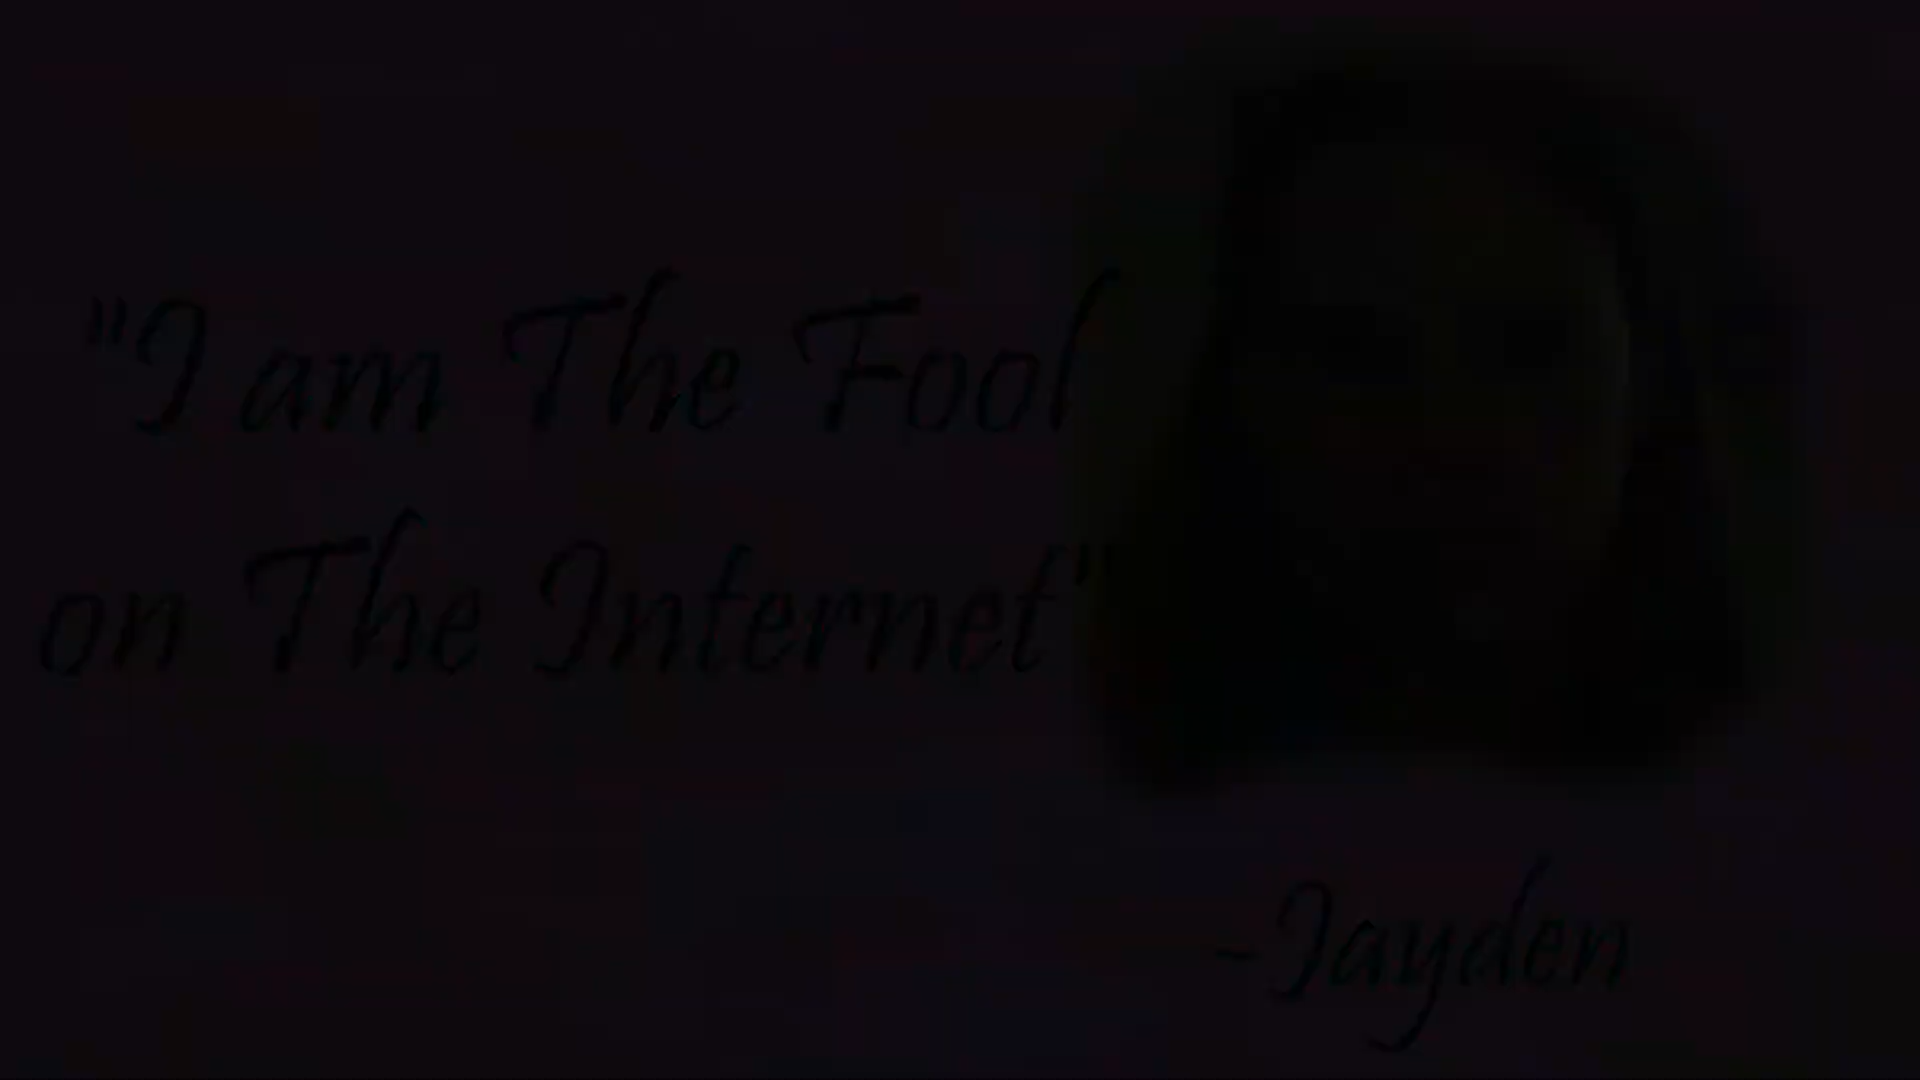 "I am The Fool
on The Internet"
-Jayden